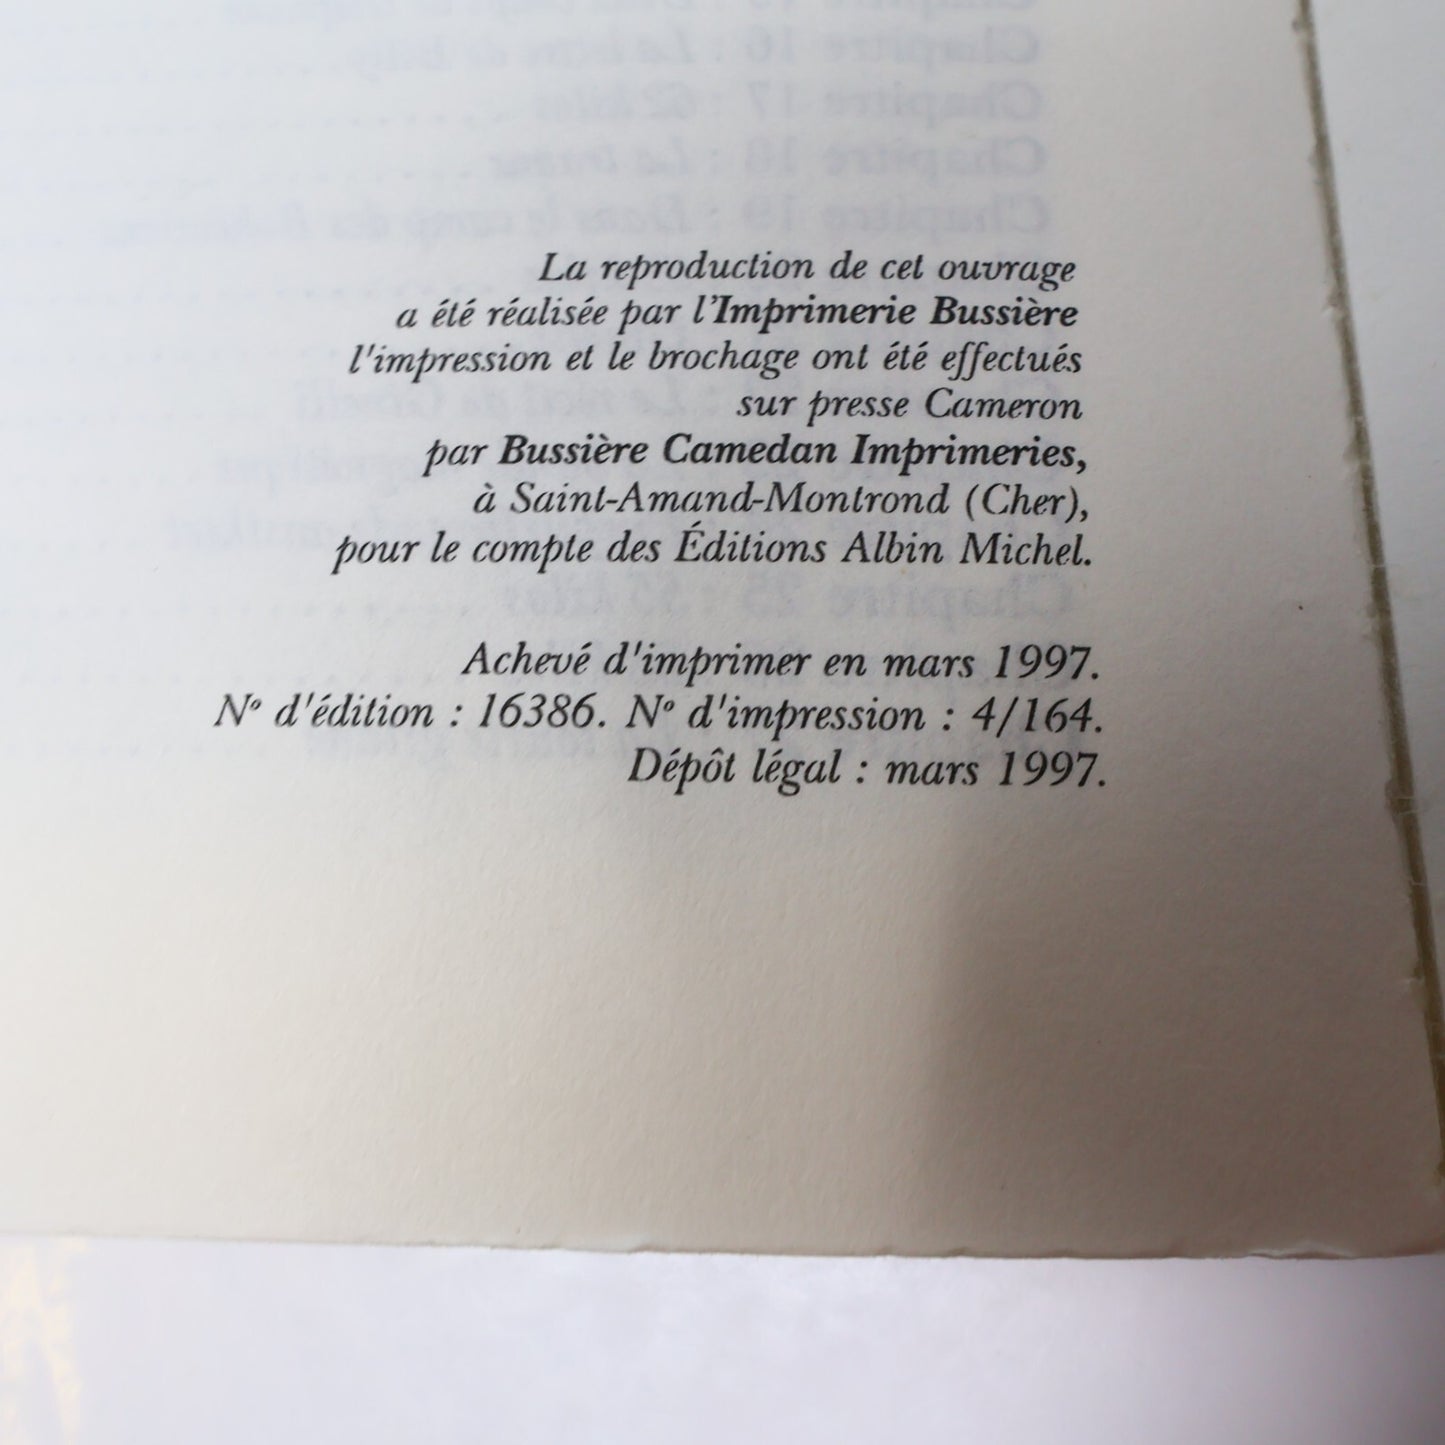 La reproduction de cet ouvrage
a été réalisée par l'Imprimerie Bussière
l'impression et le brochage ont été effectués
sur presse Cameron
par Bussière Camedan Imprimeries,
à Saint-Amand-Montrond (Cher),
pour le compte des Éditions Albin Michel.
Achevé d'imprimer en mars 1997.
N° d'édition : 16386. N° d'impression : 4/164.
Dépôt légal : mars 1997.